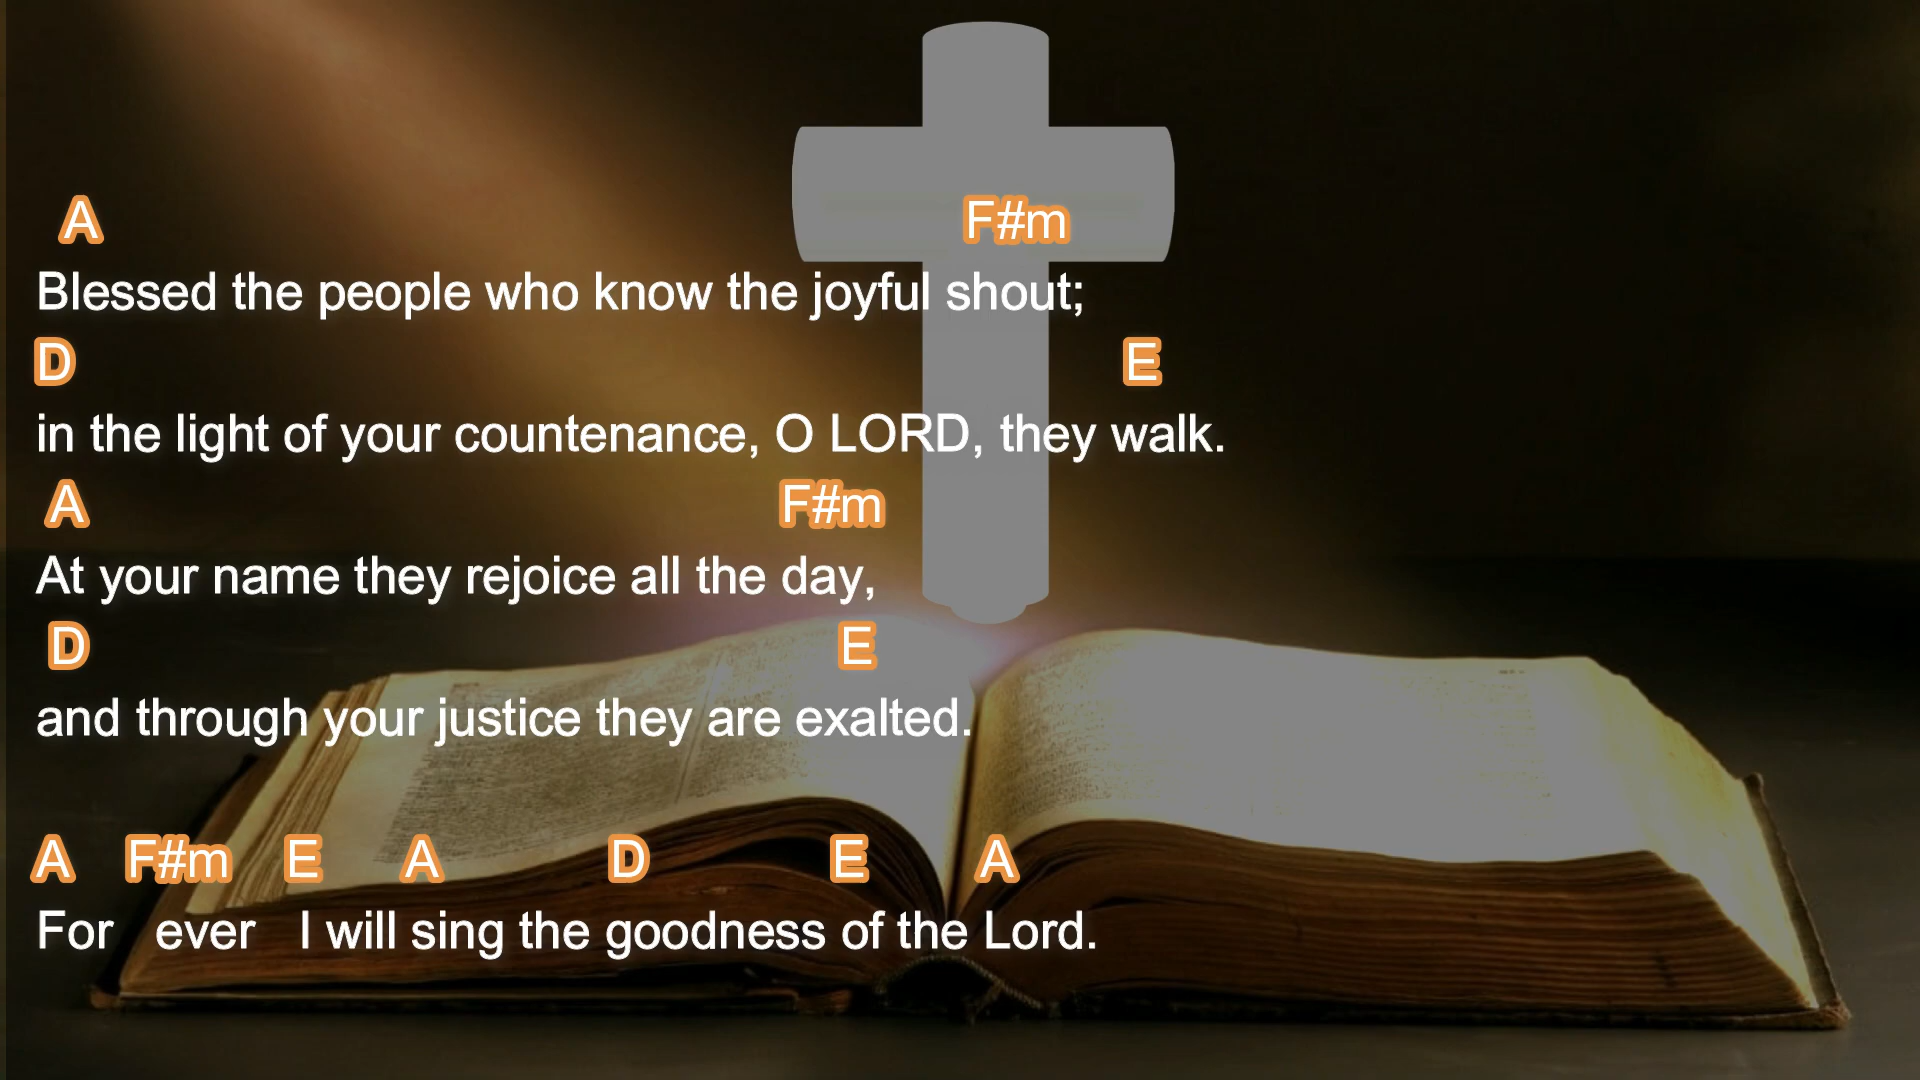 A F#m
Blessed the people who know the joyful shout;
D E
in the light of your countenance, O LORD, they walk.
A F#m
At your name they rejoice all the day,
D E
and through your justice they are exalted.
A F#m E A D E A
For ever I will sing the goodness of the Lord.